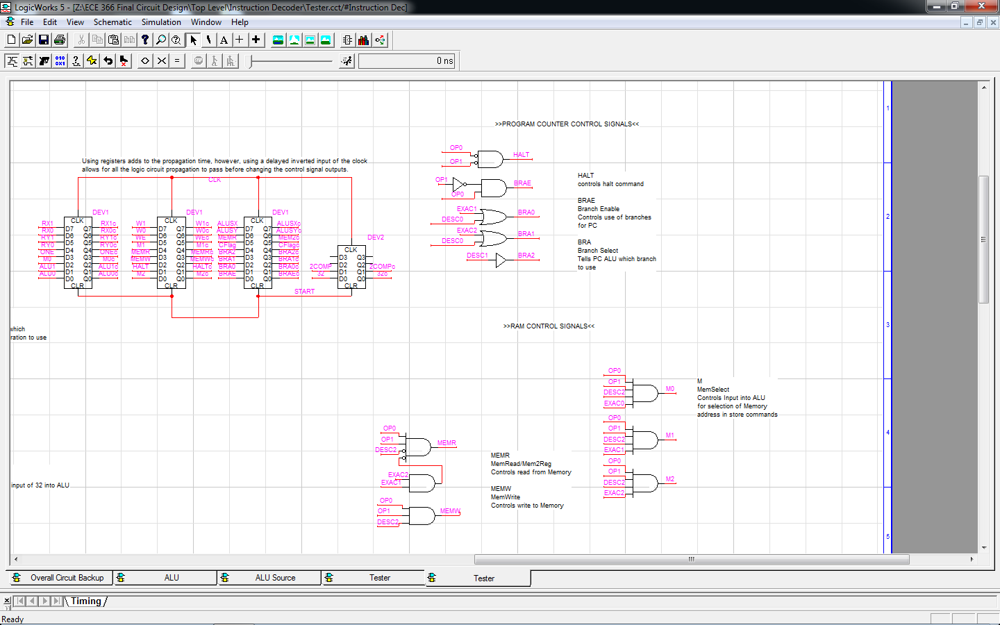 LogicWorks 5 - [Z:\ECE 366 Final Circuit Design\Top Level\Instruction Decoder\Tester.cct/#Instruction Dec]
File Edit View Schematic Simulation Window Help
0 ns
>>PROGRAM COUNTER CONTROL SIGNALS<<
Using registers adds to the propagation time, however, using a delayed inverted input of the clock
allows for all the logic circuit propagation to pass before changing the control signal outputs.
CLK
DEV1
CLK
RX1 D7 Q7 RX1c
RX0 D6 Q6 RX0c
RY1 D5 Q5 RY1c
RY0 D4 Q4 RY0c
ONE D3 Q3 ONEc
M0 D2 Q2 M0c
ALU1 D1 Q1 ALU1c
ALU0 D0 Q0 ALU0c
CLR
DEV1
CLK
W1 D7 Q7 W1c
W0 D6 Q6 W0c
WE D5 Q5 WEc
M1 D4 Q4 M1c
MEMR D3 Q3 MEMRc
MEMW D2 Q2 MEMWc
HALT D1 Q1 HALTc
M2 D0 Q0 M2c
CLR
DEV1
CLK
ALUSX D7 Q7 ALUSXc
ALUSY D6 Q6 ALUSYc
MEMR D5 Q5 MEM2c
CFlag D4 Q4 CFlagc
BRA2 D3 Q3 BRA2c
BRA1 D2 Q2 BRA1c
BRA0 D1 Q1 BRA0c
BRAE D0 Q0 BRAEc
CLR
DEV2
CLK
D3 Q3
D2 Q2
2COMP D1 Q1 2COMPc
32 D0 Q0 32c
CLR
START
OP0
OP1
HALT
OP1
OP0
BRAE
EXAC1
DESC0
BRA0
EXAC2
DESC0
BRA1
DESC1
BRA2
HALT
controls halt command
BRAE
Branch Enable
Controls use of branches
for PC
BRA
Branch Select
Tells PC ALU which branch
to use
which
ration to use
>>RAM CONTROL SIGNALS<<
OP0
OP1
DESC2
EXAC0
M0
OP0
OP1
DESC2
EXAC1
M1
OP0
OP1
DESC2
EXAC2
M2
M
MemSelect
Controls Input into ALU
for selection of Memory
address in store commands
OP0
OP1
DESC2
MEMR
EXAC2
EXAC1
OP0
OP1
DESC2
MEMW
MEMR
MemRead/Mem2Reg
Controls read from Memory
MEMW
MemWrite
Controls write to Memory
input of 32 into ALU
1
2
3
4
5
Overall Circuit Backup ALU ALU Source Tester Tester
Timing
Ready